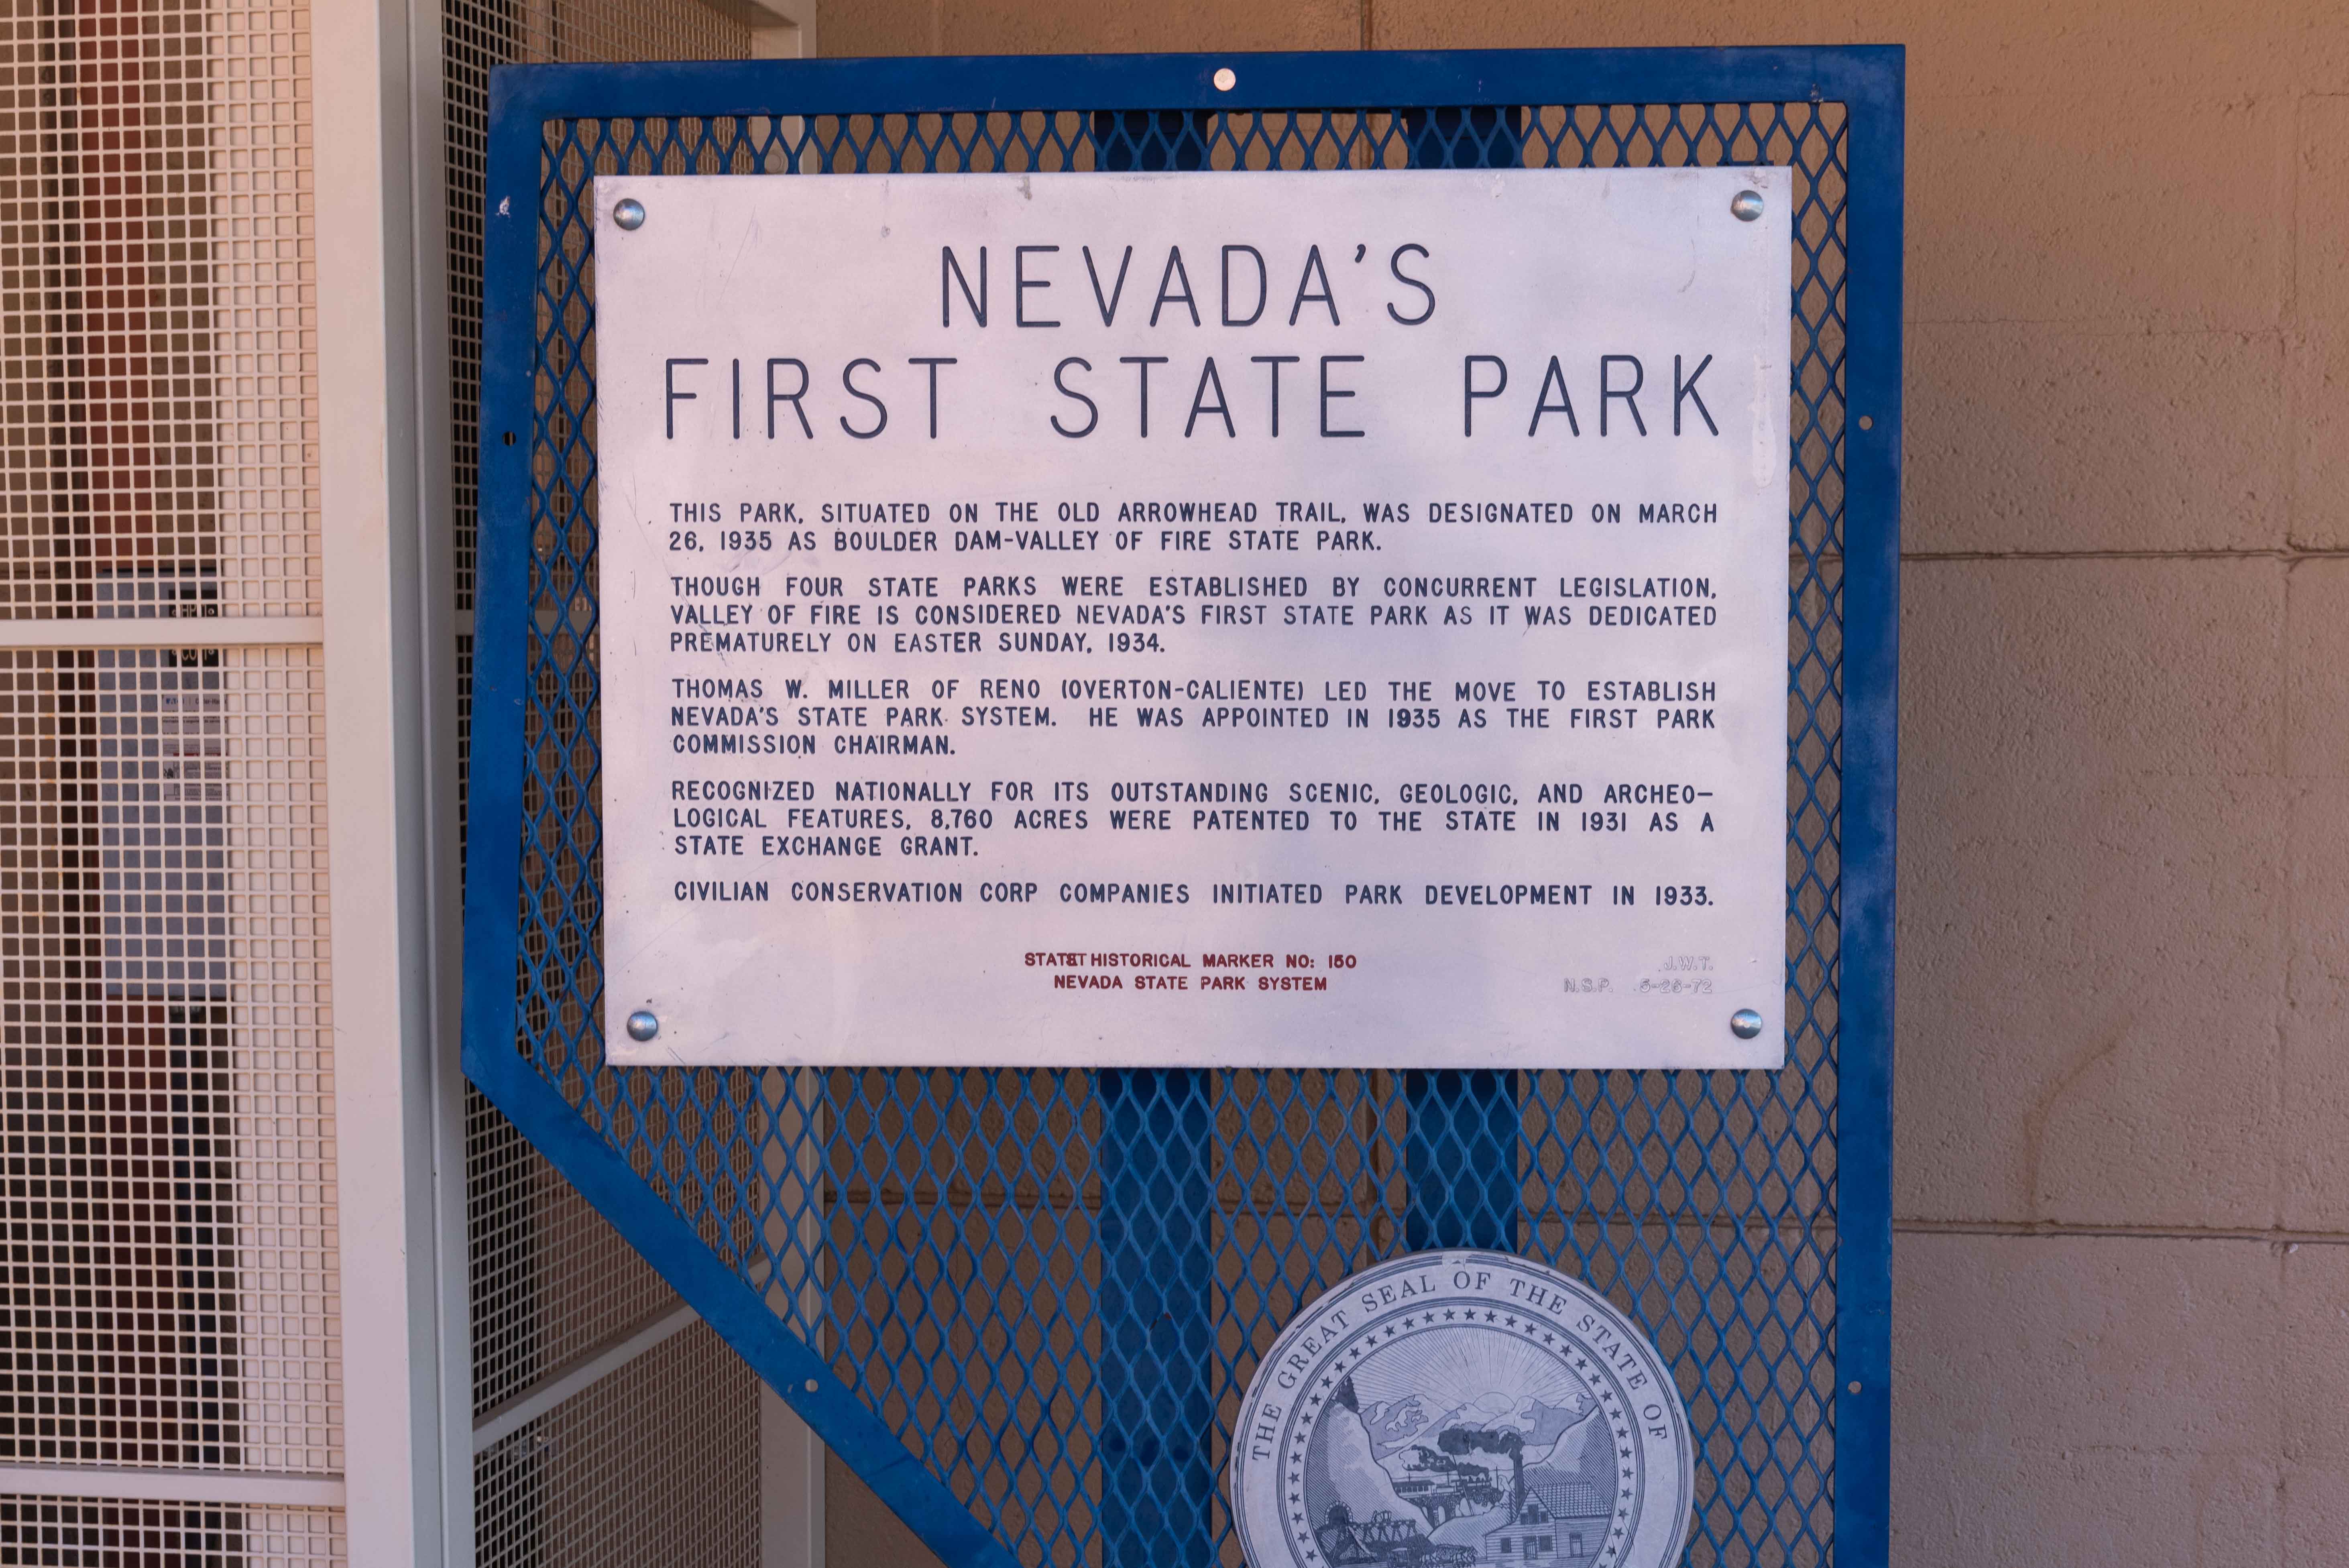 NEVADA'S
FIRST STATE PARK
THIS PARK, SITUATED ON THE OLD ARROWHEAD TRAIL, WAS DESIGNATED ON MARCH
26, 1935 AS BOULDER DAM-VALLEY OF FIRE STATE PARK.
THOUGH FOUR STATE PARKS WERE ESTABLISHED BY CONCURRENT LEGISLATION,
VALLEY OF FIRE IS CONSIDERED NEVADA'S FIRST STATE PARK AS IT WAS DEDICATED
PREMATURELY ON EASTER SUNDAY, 1934.
THOMAS W. MILLER OF RENO (OVERTON-CALIENTE) LED THE MOVE TO ESTABLISH
NEVADA'S STATE PARK SYSTEM. HE WAS APPOINTED IN 1935 AS THE FIRST PARK
COMMISSION CHAIRMAN.
RECOGNIZED NATIONALLY FOR ITS OUTSTANDING SCENIC, GEOLOGIC, AND ARCHEO-
LOGICAL FEATURES, 8,760 ACRES WERE PATENTED TO THE STATE IN 1931 AS A
STATE EXCHANGE GRANT.
CIVILIAN CONSERVATION CORP COMPANIES INITIATED PARK DEVELOPMENT IN 1933.
HISTORICAL MARKER NO: 150
NEVADA STATE PARK SYSTEM
J.W.T.
N.S.P.
THE GREAT SEAL OF THE STATE OF